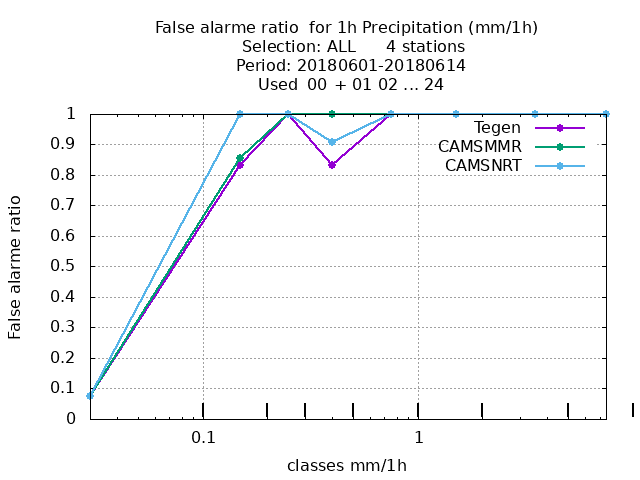 False alarme ratio  for 1h Precipitation (mm/1h)
Selection: ALL      4 stations
Period: 20180601-20180614
Used  00  + 01 02 ... 24
1
0.9
0.8
0.7
0.6
0.5
0.4
0.3
0.2
0.1
0
False alarme ratio
Tegen
CAMSMMR
CAMSNRT
0.1 1
classes mm/1h